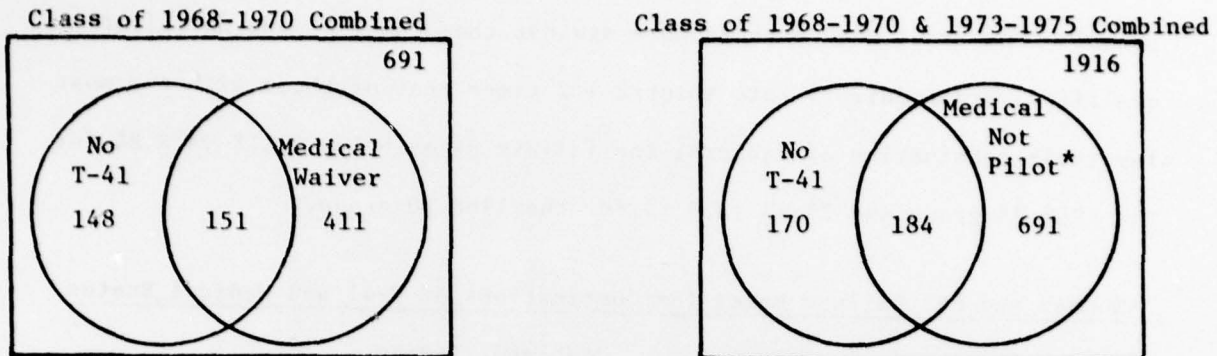 Class of 1968-1970 Combined
691
No
T-41
Medical
Waiver
148
151
411
Class of 1968-1970 & 1973-1975 Combined
1916
No
T-41
Medical
Not
Pilot*
170
184
691